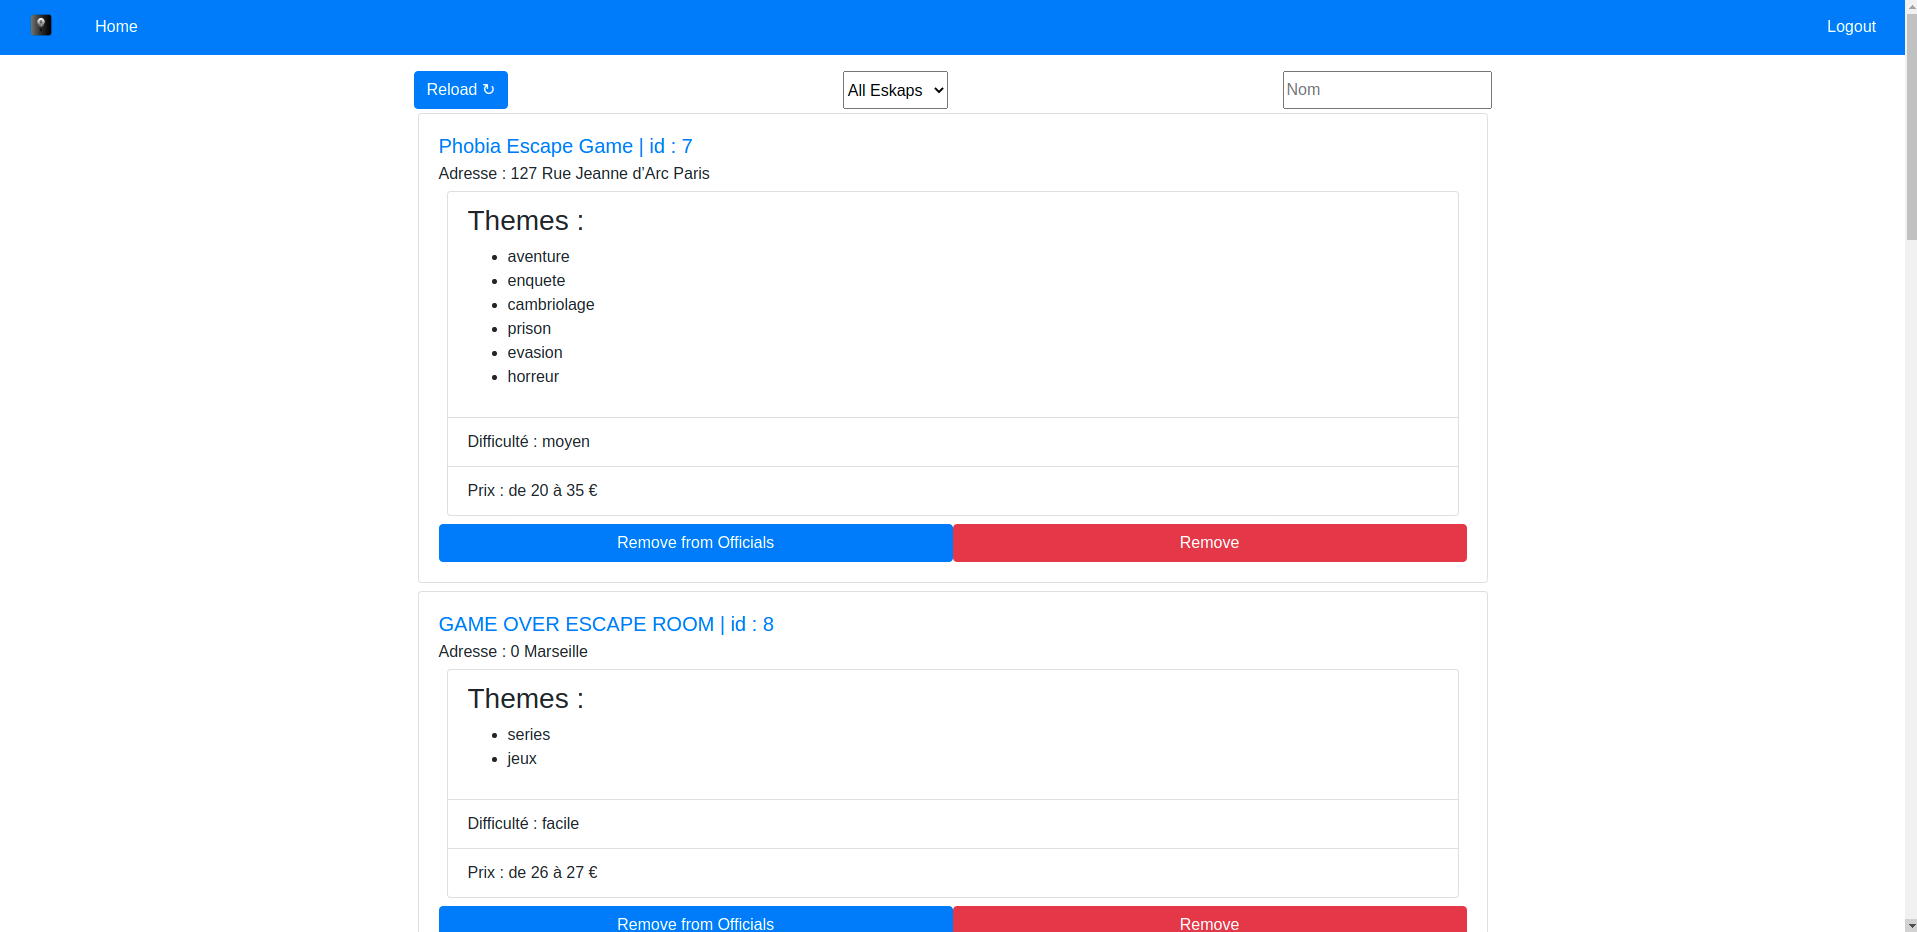 Home
Logout
Reload ↻
All Eskaps
Nom
Phobia Escape Game | id : 7
Adresse : 127 Rue Jeanne d’Arc Paris
Themes :
aventure
enquete
cambriolage
prison
evasion
horreur
Difficulté : moyen
Prix : de 20 à 35 €
Remove from Officials
Remove
GAME OVER ESCAPE ROOM | id : 8
Adresse : 0 Marseille
Themes :
series
jeux
Difficulté : facile
Prix : de 26 à 27 €
Remove from Officials
Remove